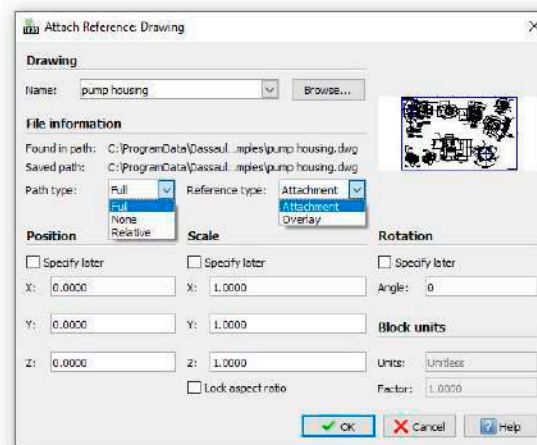 Attach Reference: Drawing
Drawing
Name: pump housing Browse...
File information
Found in path: C:\ProgramData\Dassaul...mples\pump housing.dwg
Saved path: C:\ProgramData\Dassaul...mples\pump housing.dwg
Path type: Full Reference type: Attachment
Full Attachment
None Overlay
Relative
Position Scale Rotation
Specify later Specify later Specify later
X: 0.0000 X: 1.0000 Angle: 0
Y: 0.0000 Y: 1.0000 Block units
Z: 0.0000 Z: 1.0000 Units: Unitless
Lock aspect ratio Factor: 1.0000
OK Cancel Help